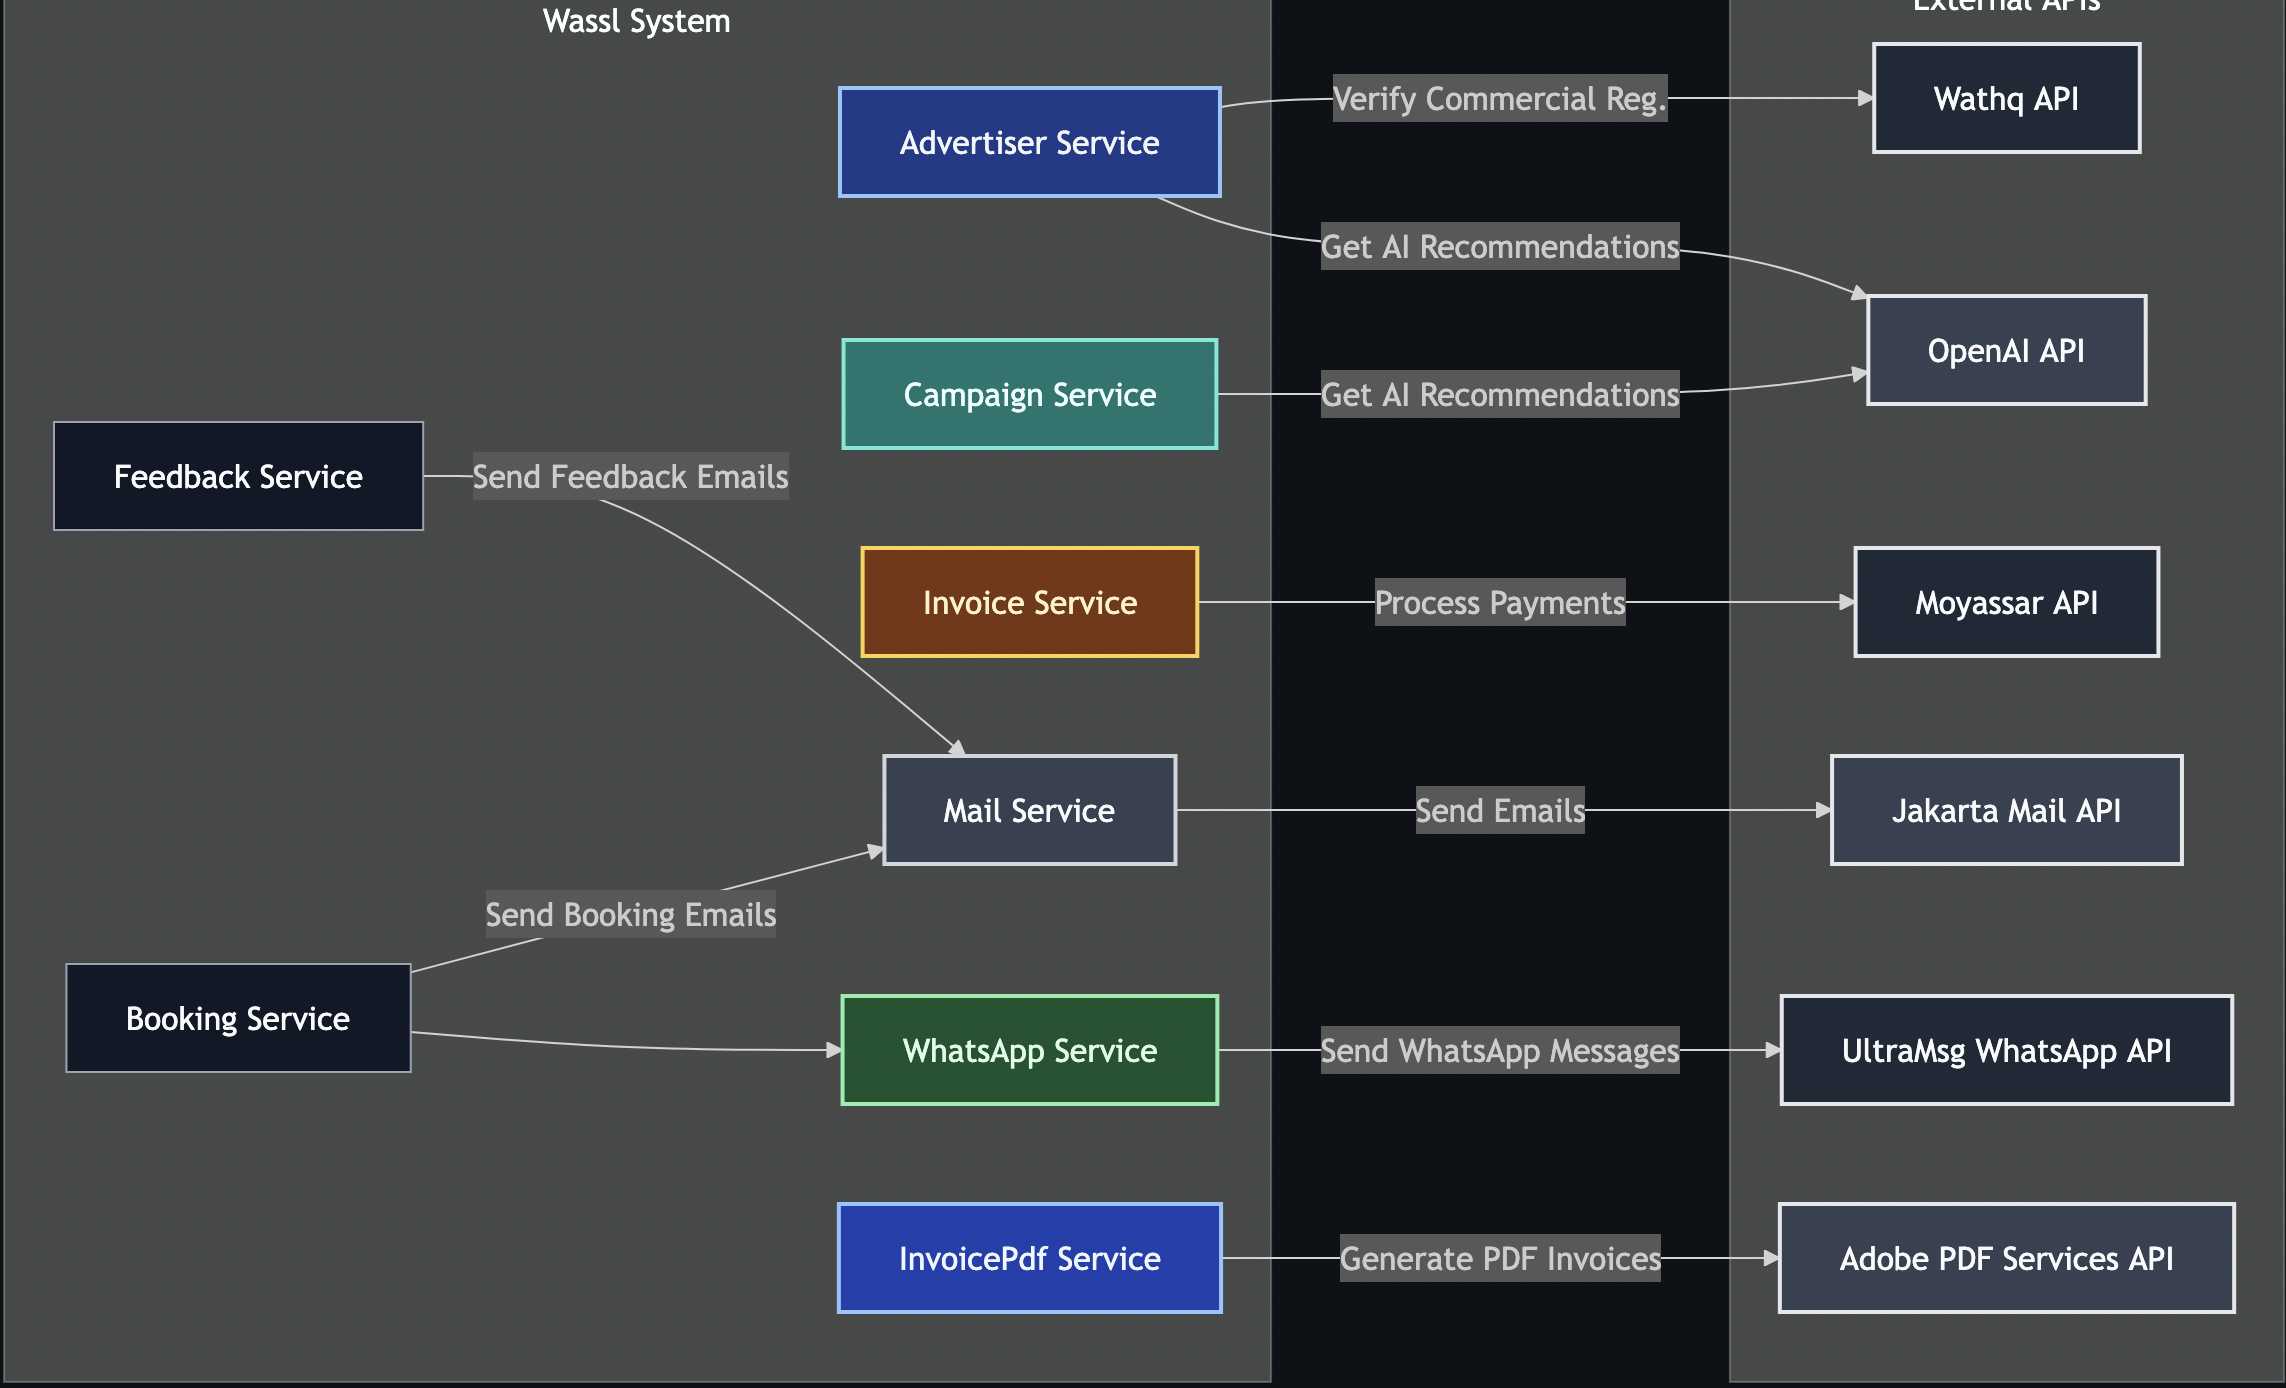 Wassl System
External APIs
Advertiser Service
Verify Commercial Reg.
Wathq API
Get AI Recommendations
OpenAI API
Campaign Service
Get AI Recommendations
Feedback Service
Send Feedback Emails
Invoice Service
Process Payments
Moyassar API
Mail Service
Send Emails
Jakarta Mail API
Send Booking Emails
Booking Service
WhatsApp Service
Send WhatsApp Messages
UltraMsg WhatsApp API
InvoicePdf Service
Generate PDF Invoices
Adobe PDF Services API